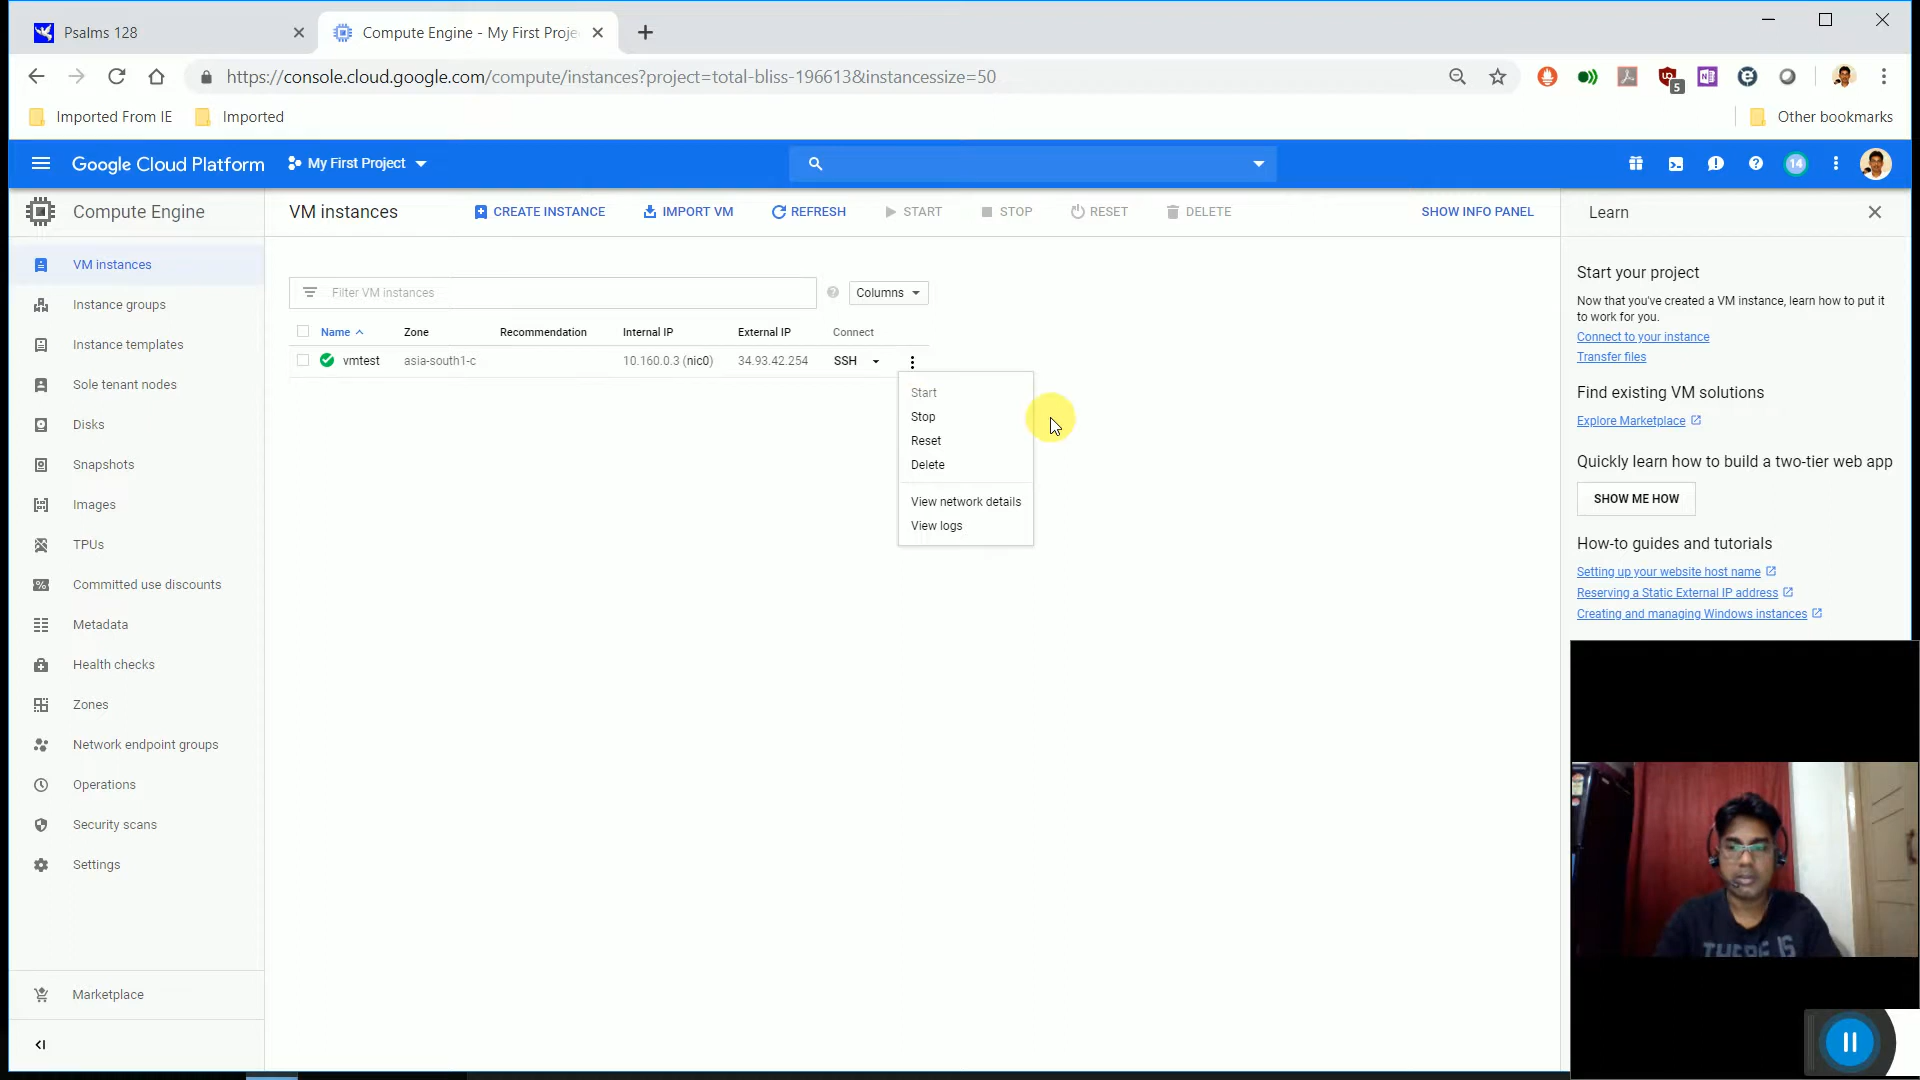 Psalms 128
Compute Engine - My First Proje
https://console.cloud.google.com/compute/instances?project=total-bliss-196613&instancessize=50
5
Imported From IE
Imported
Other bookmarks
Google Cloud Platform
My First Project
14
Compute Engine
VM instances
CREATE INSTANCE
IMPORT VM
REFRESH
START
STOP
RESET
DELETE
SHOW INFO PANEL
Learn
VM instances
Instance groups
Instance templates
Sole tenant nodes
Disks
Snapshots
Images
TPUs
Committed use discounts
Metadata
Health checks
Zones
Network endpoint groups
Operations
Security scans
Settings
Marketplace
Filter VM instances
Columns
Name Zone Recommendation Internal IP External IP Connect
vmtest asia-south1-c 10.160.0.3 (nic0) 34.93.42.254 SSH
Start
Stop
Reset
Delete
View network details
View logs
Start your project
Now that you've created a VM instance, learn how to put it
to work for you.
Connect to your instance
Transfer files
Find existing VM solutions
Explore Marketplace
Quickly learn how to build a two-tier web app
SHOW ME HOW
How-to guides and tutorials
Setting up your website host name
Reserving a Static External IP address
Creating and managing Windows instances
THERE IS